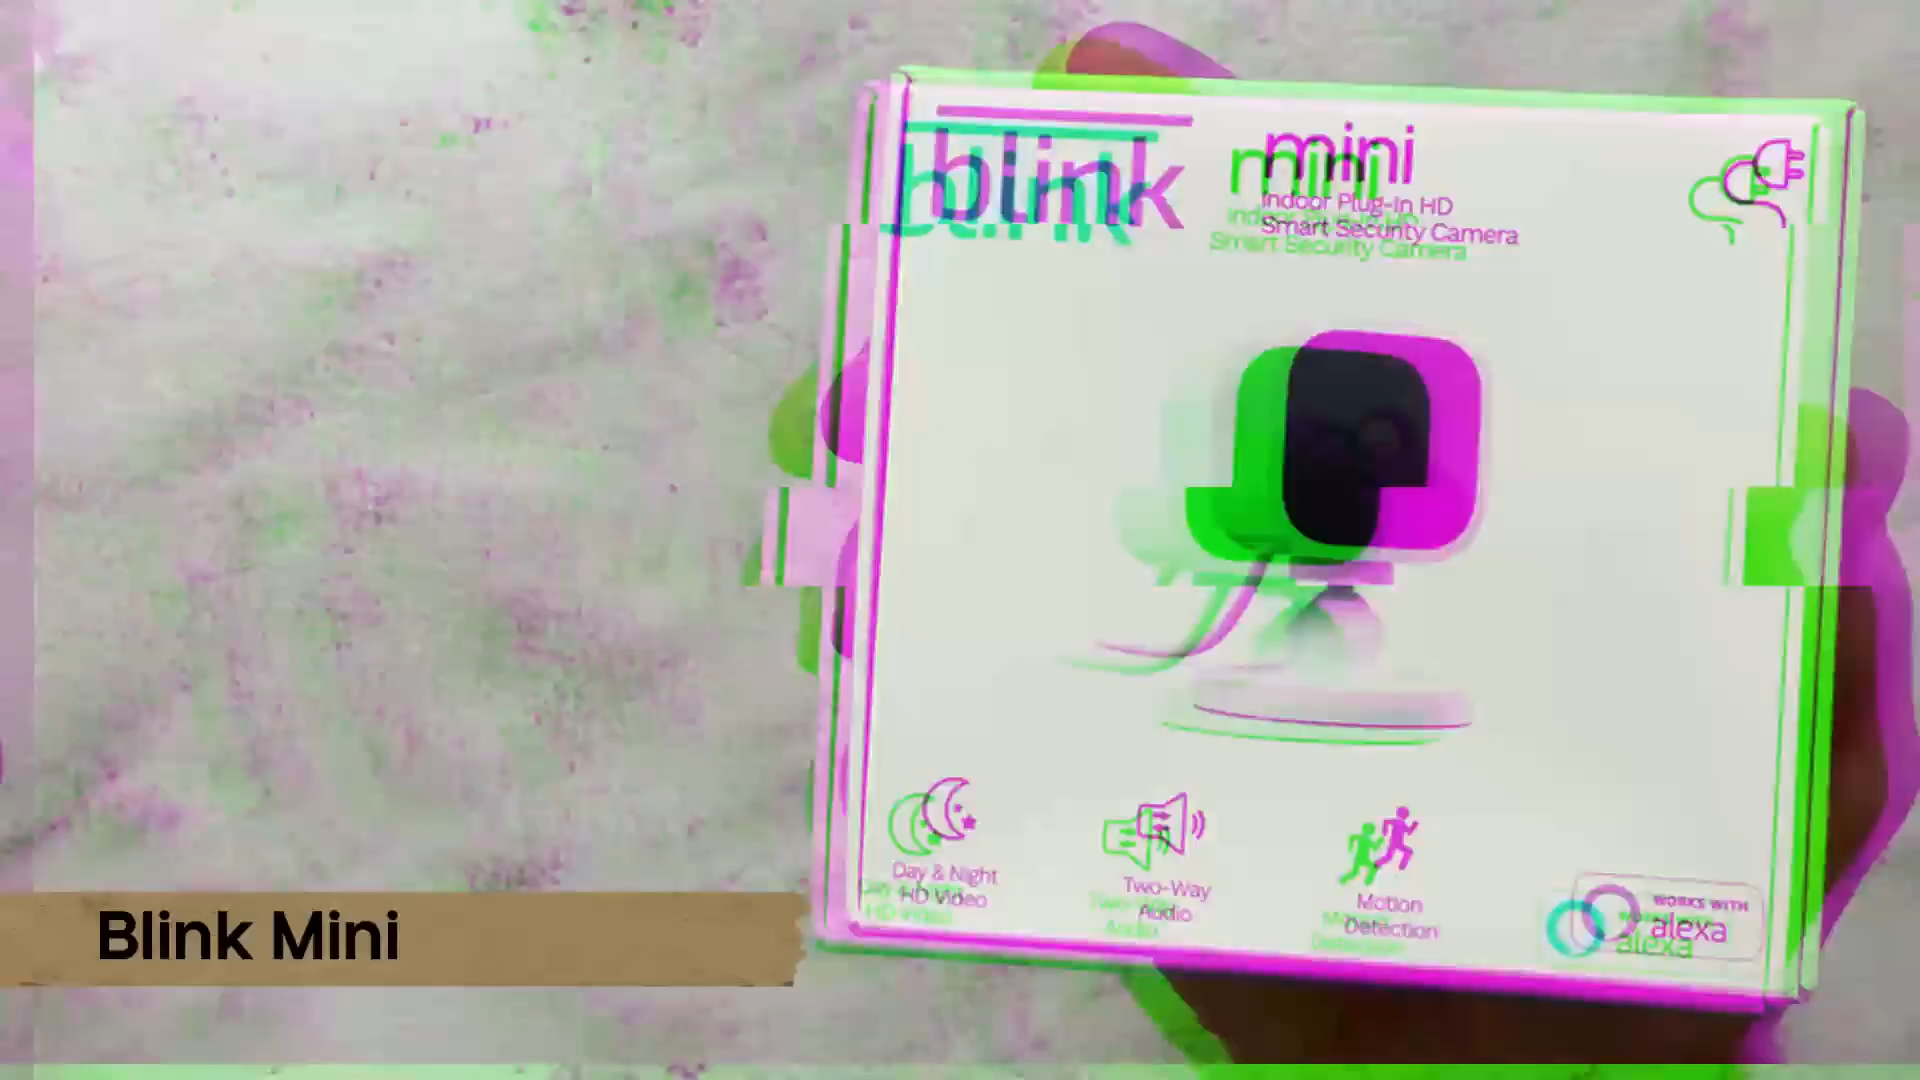 blink
mini
Indoor Plug-In HD
Smart Security Camera
Day & Night
HD Video
Two-Way
Audio
Motion
Detection
WORKS WITH
alexa
Blink Mini